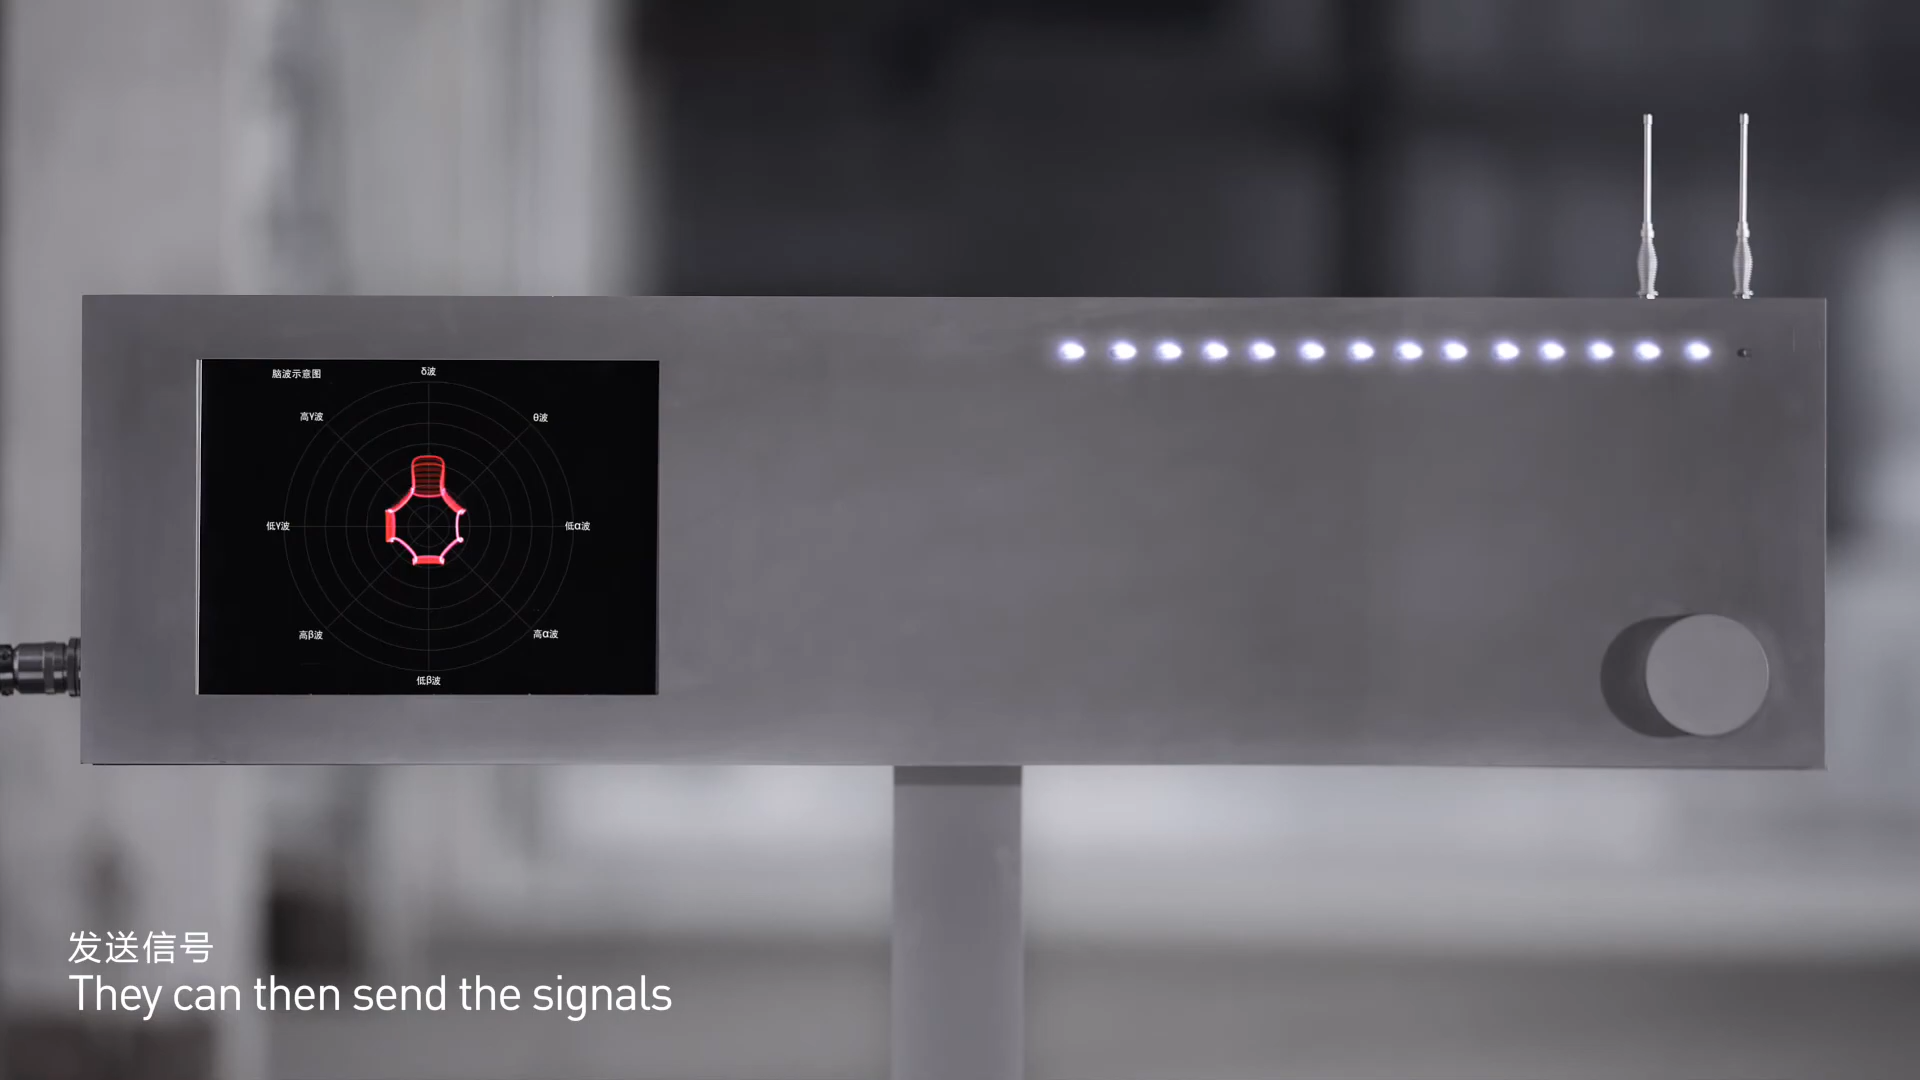 脑波示意图
δ波
高γ波
θ波
低γ波
低α波
高β波
高α波
低β波
发送信号
They can then send the signals